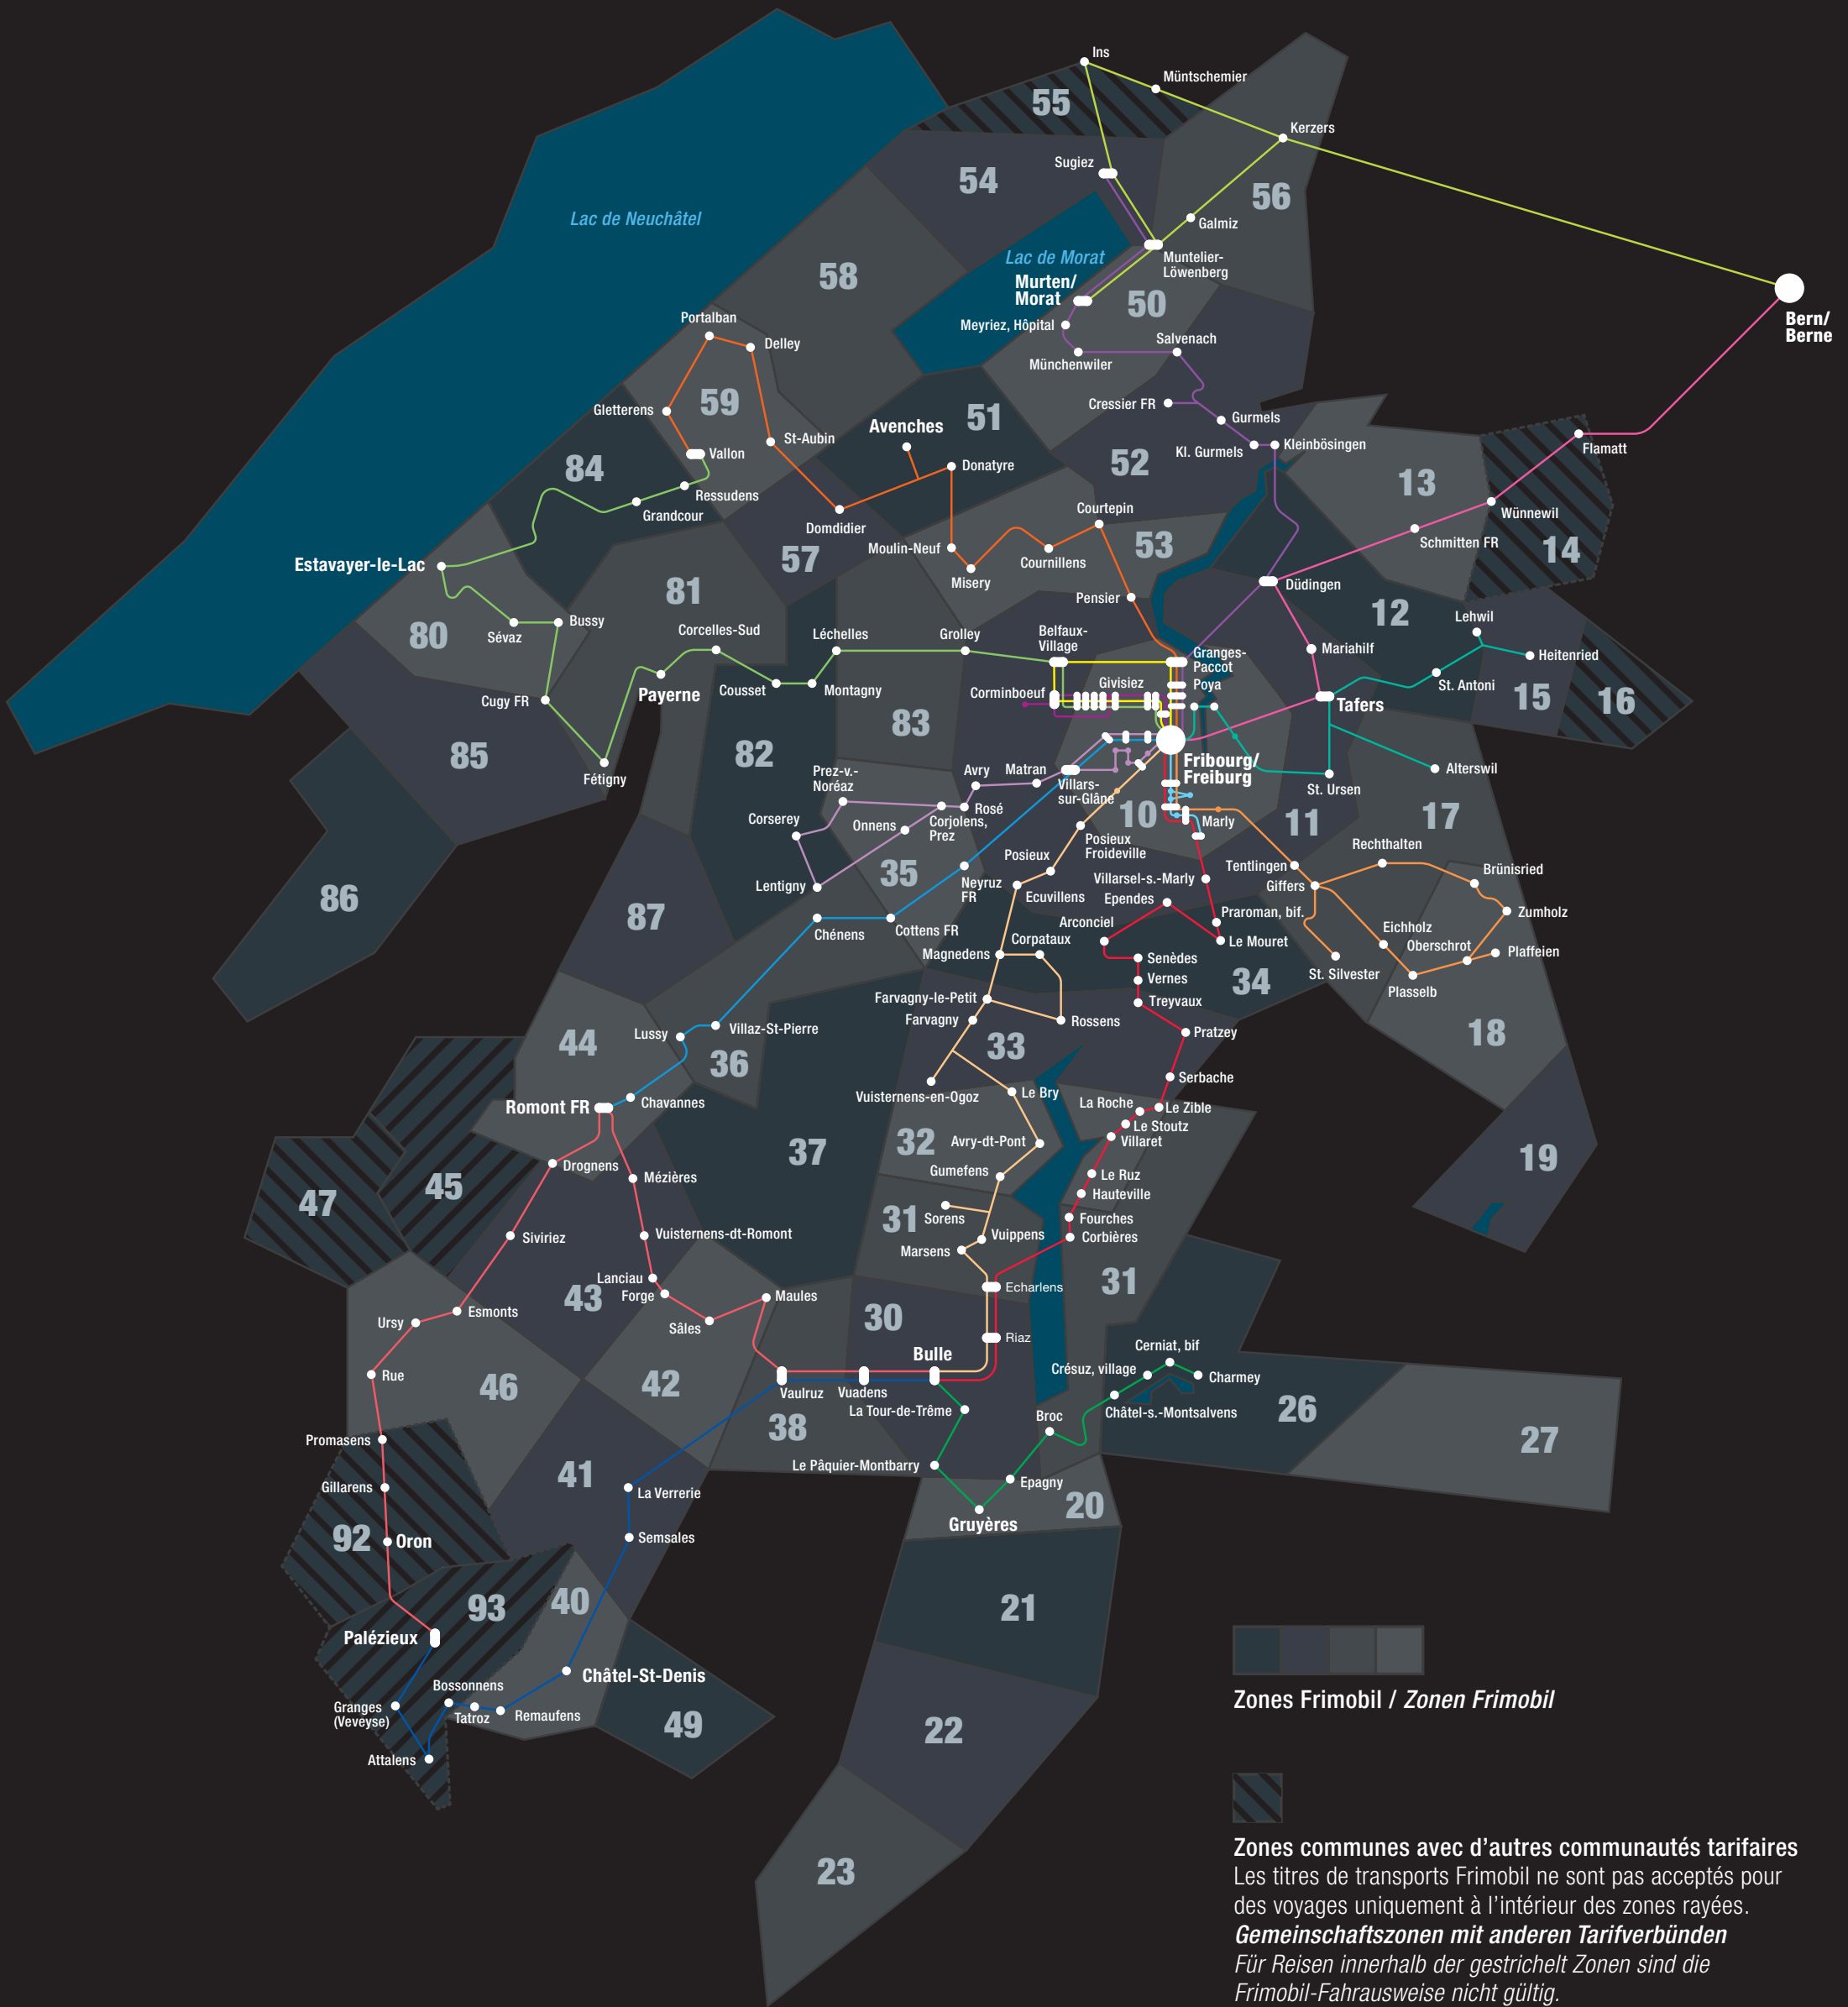 Ins
Müntschemier
55
Kerzers
Sugiez
54
56
Lac de Neuchâtel
Galmiz
Lac de Morat
Muntelier-
Löwenberg
58
Murten/
Morat
50
Bern/
Berne
Portalban
Meyriez, Hôpital
Salvenach
Delley
Münchenwiler
59
Gletterens
Cressier FR
51
Gurmels
Avenches
St-Aubin
Kleinbösingen
Kl. Gurmels
Flamatt
Vallon
52
84
Donatyre
13
Ressudens
Grandcour
Courtepin
Wünnewil
Domdidier
Schmitten FR
Moulin-Neuf
53
14
57
Cournillens
Estavayer-le-Lac
Misery
Düdingen
81
Pensier
12
Lehwil
Bussy
80
Sévaz
Corcelles-Sud
Léchelles
Grolley
Belfaux-
Village
Mariahilf
Granges-
Paccot
Heitenried
Givisiez
Poya
St. Antoni
Cugy FR
Payerne
Cousset
Montagny
Corminboeuf
Tafers
15
16
83
85
82
Fribourg/
Freiburg
Alterswil
Fétigny
Prez-v.-
Noréaz
Avry
Matran
Villars-
sur-Glâne
St. Ursen
Rosé
10
11
17
Corserey
Onnens
Corjolens,
Prez
Marly
Posieux
Froideville
Rechthalten
Posieux
Tentlingen
Brünisried
35
Lentigny
Neyruz
FR
Ecuvillens
Villarsel-s.-Marly
Giffers
86
Ependes
Zumholz
87
Arconciel
Praroman, bif.
Eichholz
Chénens
Cottens FR
Corpataux
Le Mouret
Oberschrot
Magnedens
Senèdes
Plaffeien
Vernes
St. Silvester
34
Plasselb
Farvagny-le-Petit
Treyvaux
Farvagny
Rossens
Lussy
Villaz-St-Pierre
Pratzey
44
33
18
36
Serbache
Vuisternens-en-Ogoz
Le Bry
Romont FR
Chavannes
La Roche
Le Zible
Le Stoutz
32
Avry-dt-Pont
Villaret
37
19
Drognens
Gumefens
Le Ruz
Mézières
45
47
Hauteville
31
Sorens
Fourches
Siviriez
Vuisternens-dt-Romont
Vuippens
Corbières
Marsens
Lanciau
31
Echarlens
43
Forge
Maules
Esmonts
30
Ursy
Sâles
Riaz
Cerniat, bif
Bulle
Crésuz, village
Rue
Charmey
46
42
Vaulruz
Vuadens
La Tour-de-Trême
Châtel-s.-Montsalvens
26
38
Broc
Promasens
27
Le Pâquier-Montbarry
41
Gillarens
La Verrerie
Epagny
20
Gruyères
92
Oron
Semsales
40
93
21
Palézieux
Châtel-St-Denis
Bossonnens
Granges
(Veveyse)
Tatroz
Remaufens
49
22
Attalens
23
Zones Frimobil / Zonen Frimobil
Zones communes avec d’autres communautés tarifaires
Les titres de transports Frimobil ne sont pas acceptés pour
des voyages uniquement à l’intérieur des zones rayées.
Gemeinschaftszonen mit anderen Tarifverbünden
Für Reisen innerhalb der gestrichelt Zonen sind die
Frimobil-Fahrausweise nicht gültig.